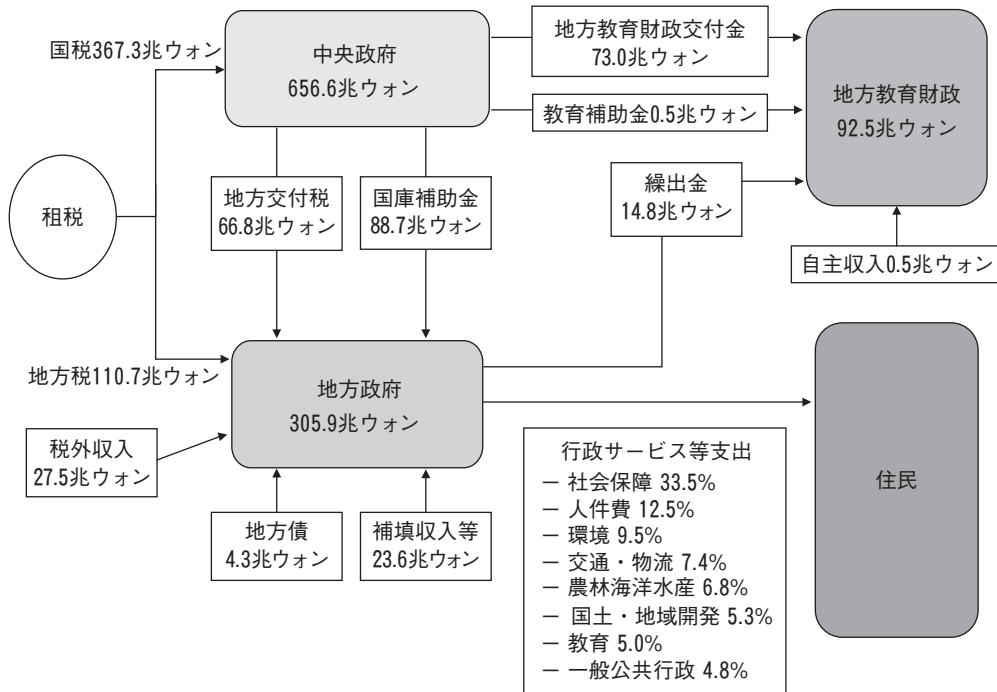 国税367.3兆ウォン
中央政府
656.6兆ウォン
地方教育財政交付金
73.0兆ウォン
教育補助金0.5兆ウォン
地方教育財政
92.5兆ウォン
租税
地方交付税
66.8兆ウォン
国庫補助金
88.7兆ウォン
繰出金
14.8兆ウォン
自主収入0.5兆ウォン
地方税110.7兆ウォン
地方政府
305.9兆ウォン
税外収入
27.5兆ウォン
地方債
4.3兆ウォン
補填収入等
23.6兆ウォン
行政サービス等支出
− 社会保障 33.5%
− 人件費 12.5%
− 環境 9.5%
− 交通・物流 7.4%
− 農林海洋水産 6.8%
− 国土・地域開発 5.3%
− 教育 5.0%
− 一般公共行政 4.8%
住民